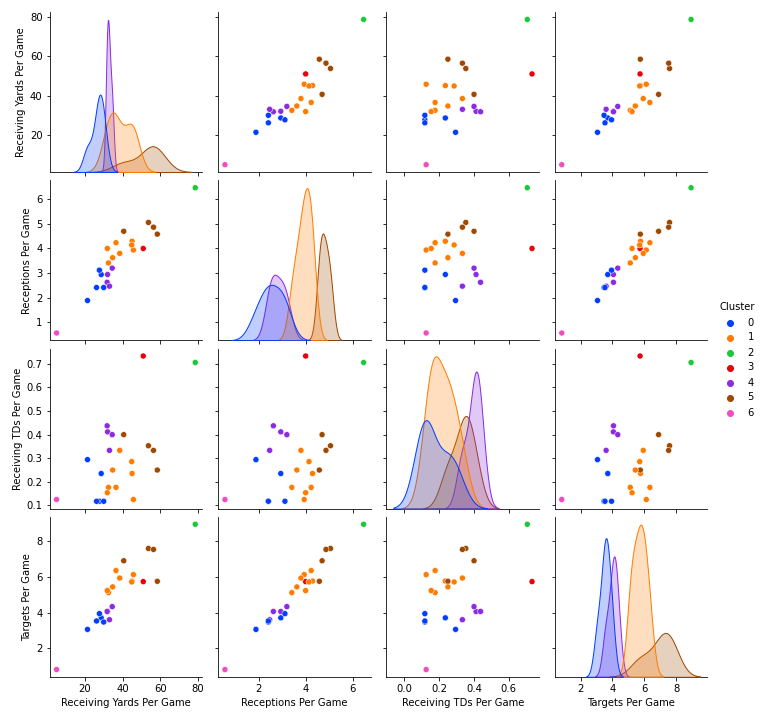 80
60
40
20
Receiving Yards Per Game
6
5
4
3
2
1
Receptions Per Game
0.7
0.6
0.5
0.4
0.3
0.2
0.1
Receiving TDs Per Game
8
6
4
2
Targets Per Game
20 40 60 80
Receiving Yards Per Game
2 4 6
Receptions Per Game
0.0 0.2 0.4 0.6
Receiving TDs Per Game
2 4 6 8
Targets Per Game
Cluster
0
1
2
3
4
5
6